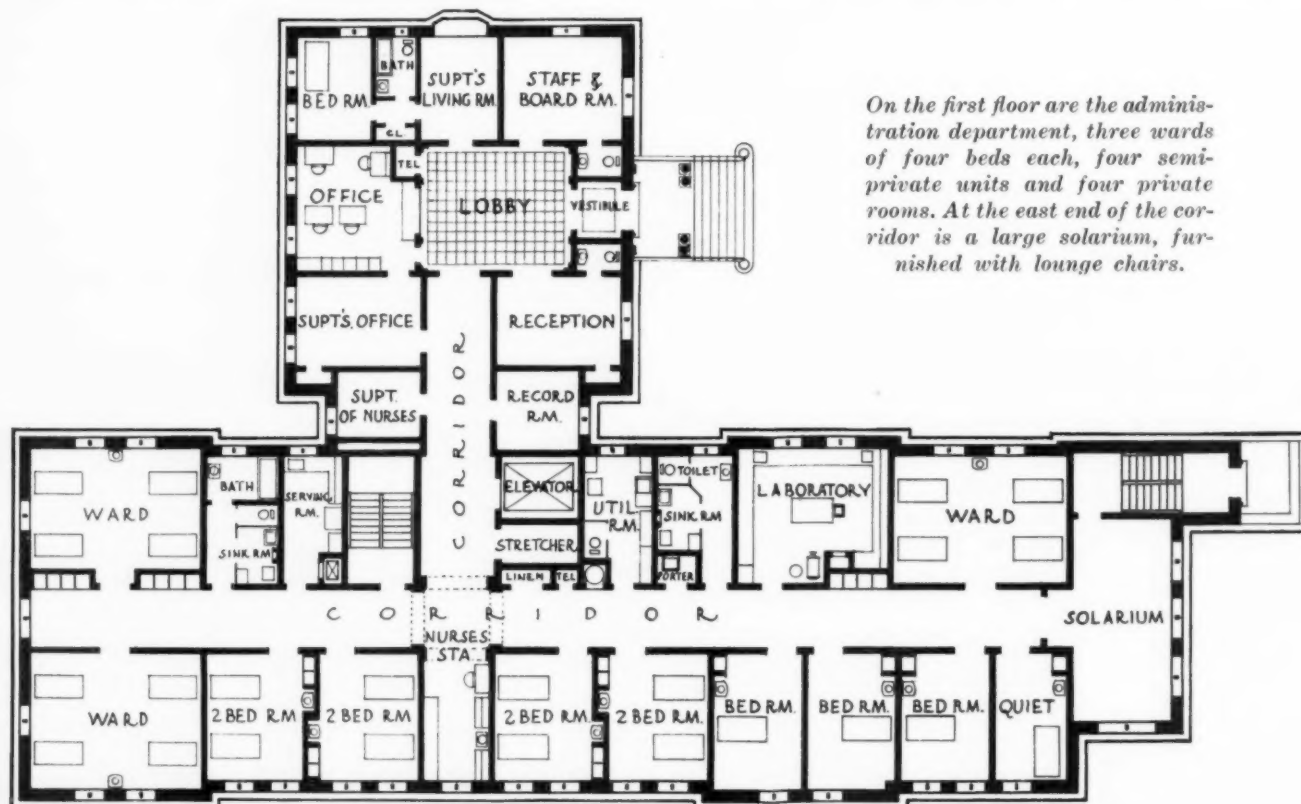 BED RM.
BATH
CL.
SUPT'S
LIVING RM.
STAFF &
BOARD RM.
On the first floor are the adminis-
tration department, three wards
of four beds each, four semi-
private units and four private
rooms. At the east end of the cor-
ridor is a large solarium, fur-
nished with lounge chairs.
OFFICE
TEL
LOBBY
VESTIBULE
SUPT'S. OFFICE
RECEPTION
CORRIDOR
SUPT.
OF NURSES
RECORD
RM.
WARD
BATH
SINK RM
SERVING
RM.
ELEVATOR
STRETCHER
LINEN
TEL
UTIL
RM.
TOILET
SINK RM
PORTER
LABORATORY
WARD
SOLARIUM
CORRIDOR
NURSES
STA
WARD
2 BED RM
2 BED RM
2 BED RM
2 BED RM.
BED RM.
BED RM.
BED RM.
QUIET